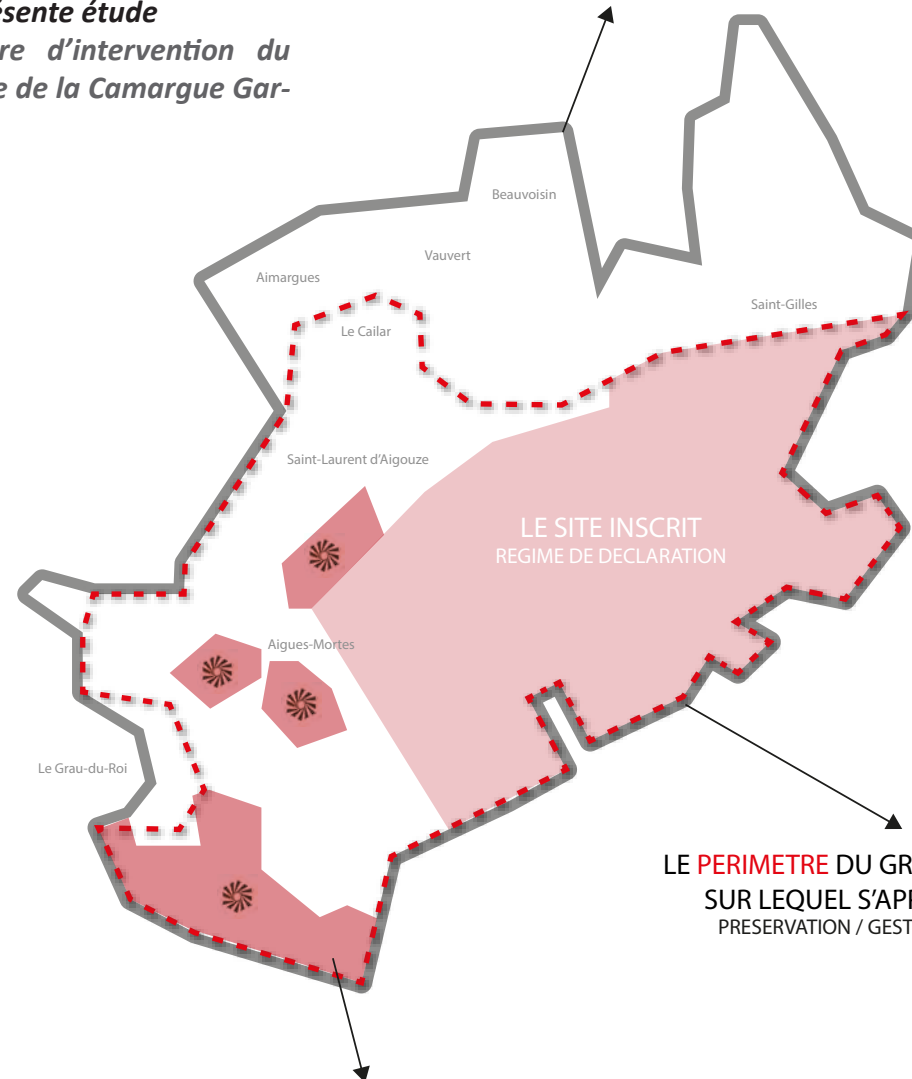 ésente étude
re d'intervention du
e de la Camargue Gar-
Beauvoisin
Vauvert
Aimargues
Saint-Gilles
Le Cailar
Saint-Laurent d'Aigouze
LE SITE INSCRIT
REGIME DE DECLARATION
Aigues-Mortes
Le Grau-du-Roi
LE PERIMETRE DU GR
SUR LEQUEL S'AP
PRESERVATION / GEST